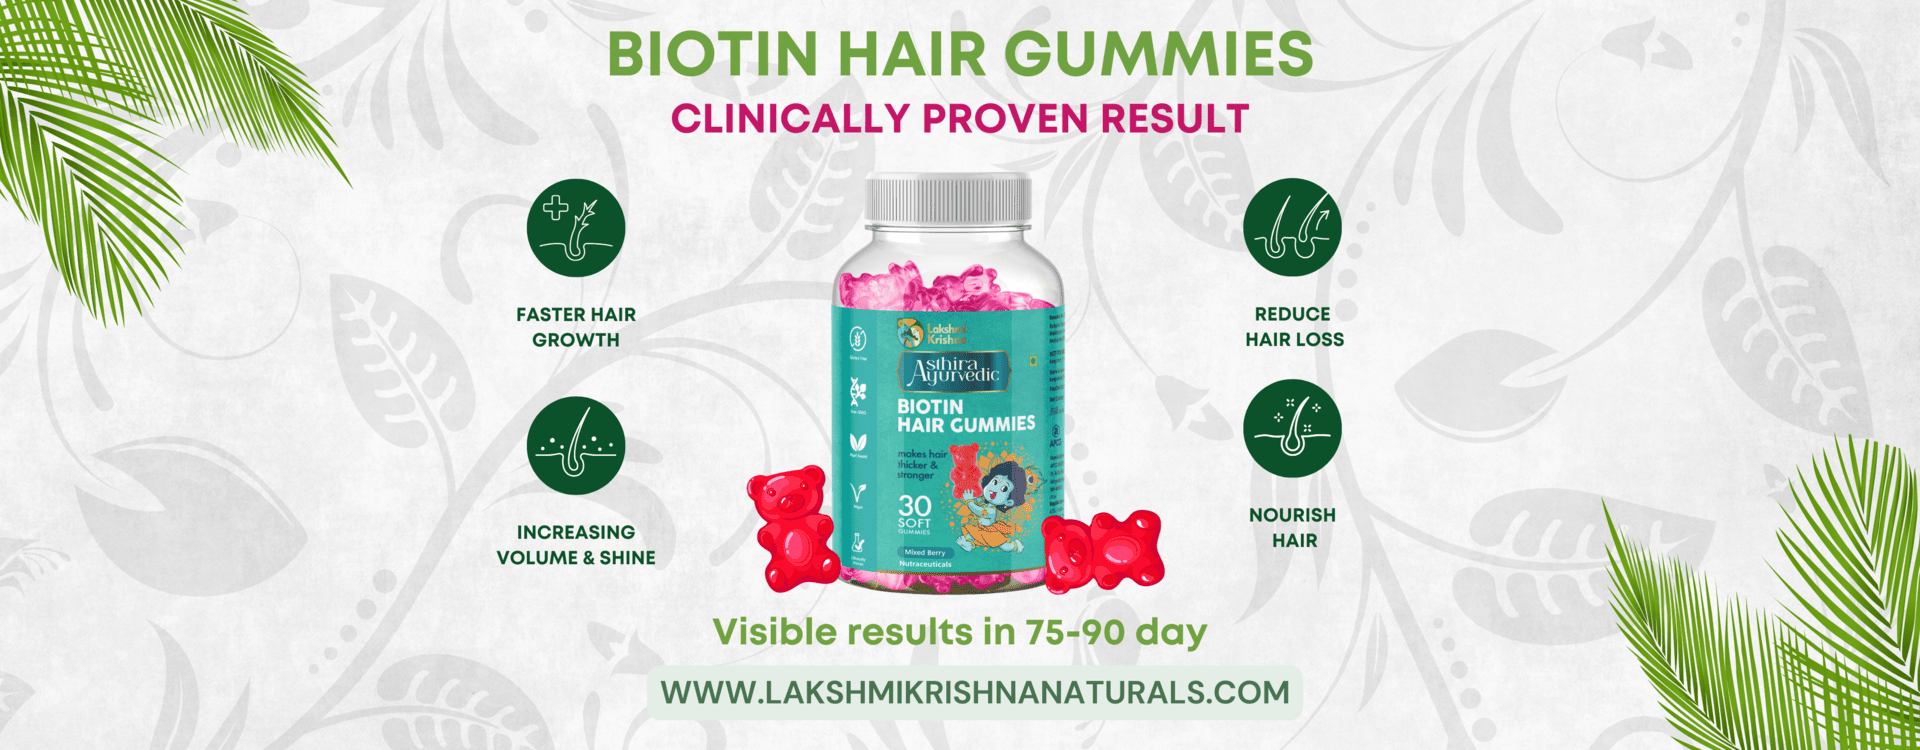 BIOTIN HAIR GUMMIES
CLINICALLY PROVEN RESULT
FASTER HAIR
GROWTH
INCREASING
VOLUME & SHINE
Lakshmi
Krishna
Asthira
Ayurvedic
BIOTIN
HAIR GUMMIES
makes hair
thicker &
stronger
30
SOFT
GUMMIES
Mixed Berry
Nutraceuticals
REDUCE
HAIR LOSS
NOURISH
HAIR
Visible results in 75-90 day
WWW.LAKSHMIKRISHNANATURALS.COM